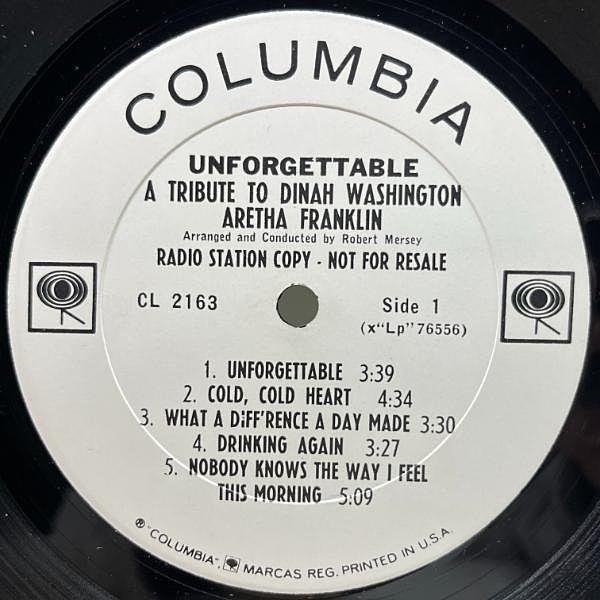 COLUMBIA
UNFORGETTABLE
A TRIBUTE TO DINAH WASHINGTON
ARETHA FRANKLIN
Arranged and Conducted by Robert Mersey
RADIO STATION COPY - NOT FOR RESALE
CL 2163
Side 1
(x"Lp"76556)
1. UNFORGETTABLE 3:39
2. COLD, COLD HEART 4:34
3. WHAT A DIFF'RENCE A DAY MADE 3:30
4. DRINKING AGAIN 3:27
5. NOBODY KNOWS THE WAY I FEEL
THIS MORNING 5:09
® "COLUMBIA", MARCAS REG. PRINTED IN U.S.A.